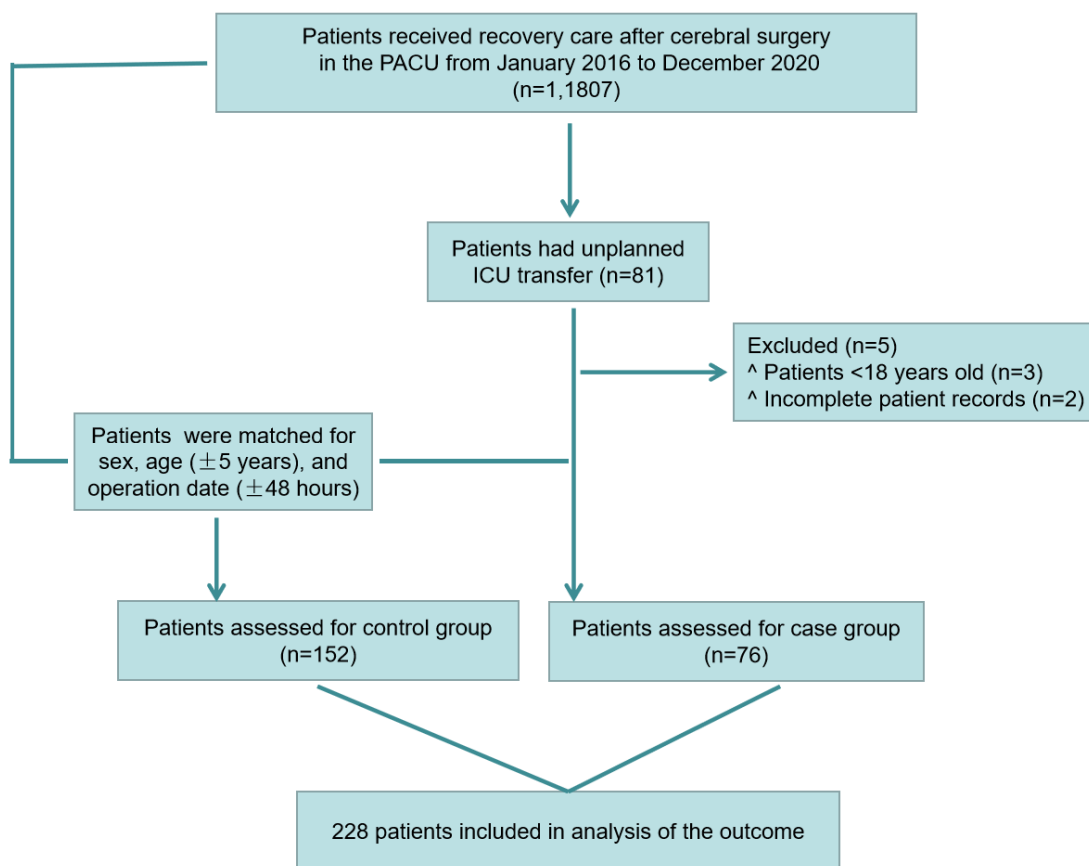 Patients received recovery care after cerebral surgery
in the PACU from January 2016 to December 2020
(n=1,1807)
Patients had unplanned
ICU transfer (n=81)
Excluded (n=5)
^ Patients <18 years old (n=3)
^ Incomplete patient records (n=2)
Patients were matched for
sex, age (±5 years), and
operation date (±48 hours)
Patients assessed for control group
(n=152)
Patients assessed for case group
(n=76)
228 patients included in analysis of the outcome